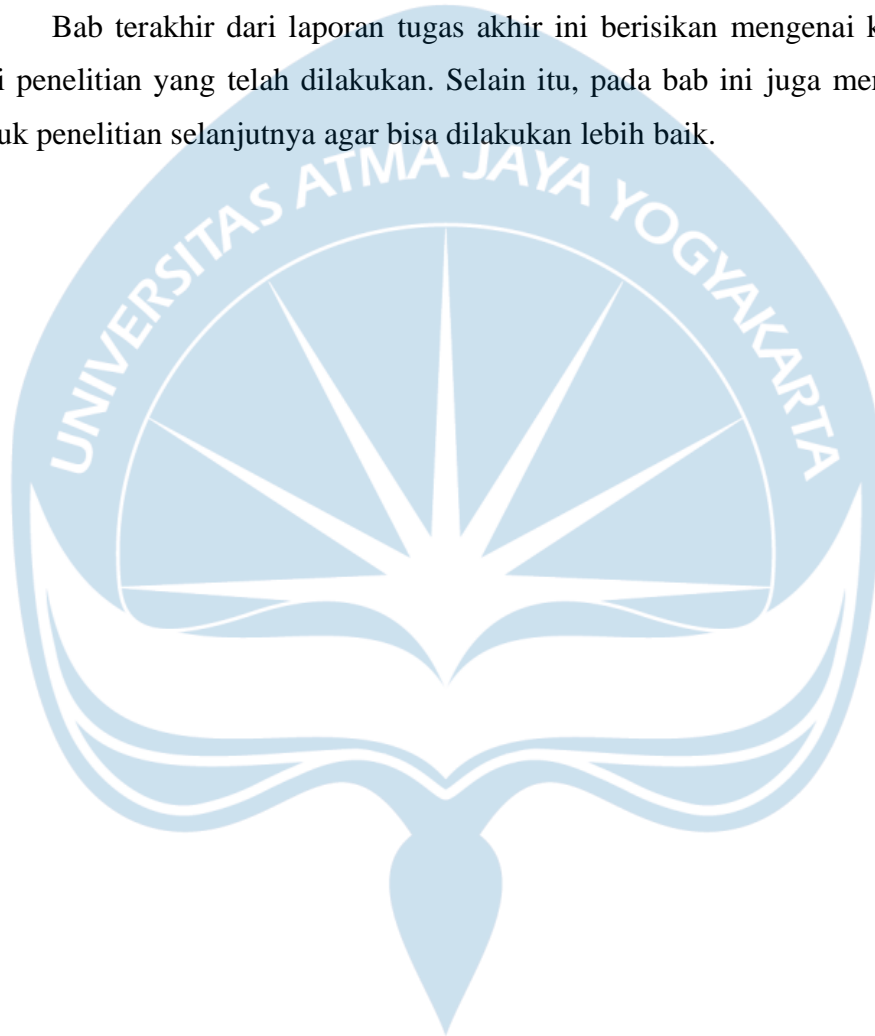 Bab terakhir dari laporan tugas akhir ini berisikan mengenai k
i penelitian yang telah dilakukan. Selain itu, pada bab ini juga mer
uk penelitian selanjutnya agar bisa dilakukan lebih baik.
UNIVERSITAS ATMA JAYA YOGYAKARTA